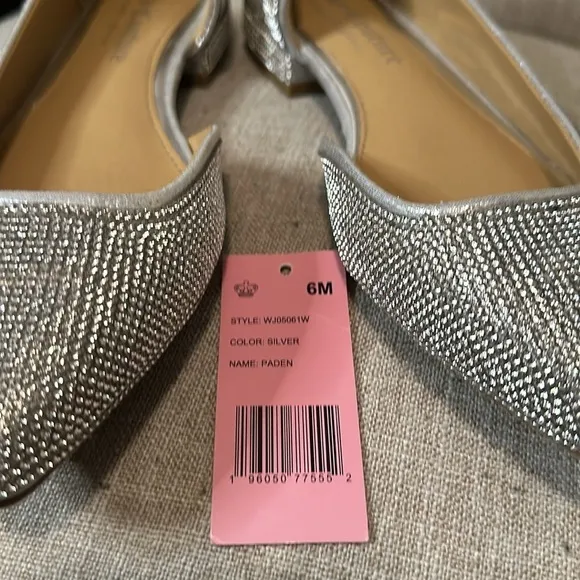 6M
STYLE: WJ05061W
COLOR: SILVER
NAME: PADEN
1 96050 77555 2